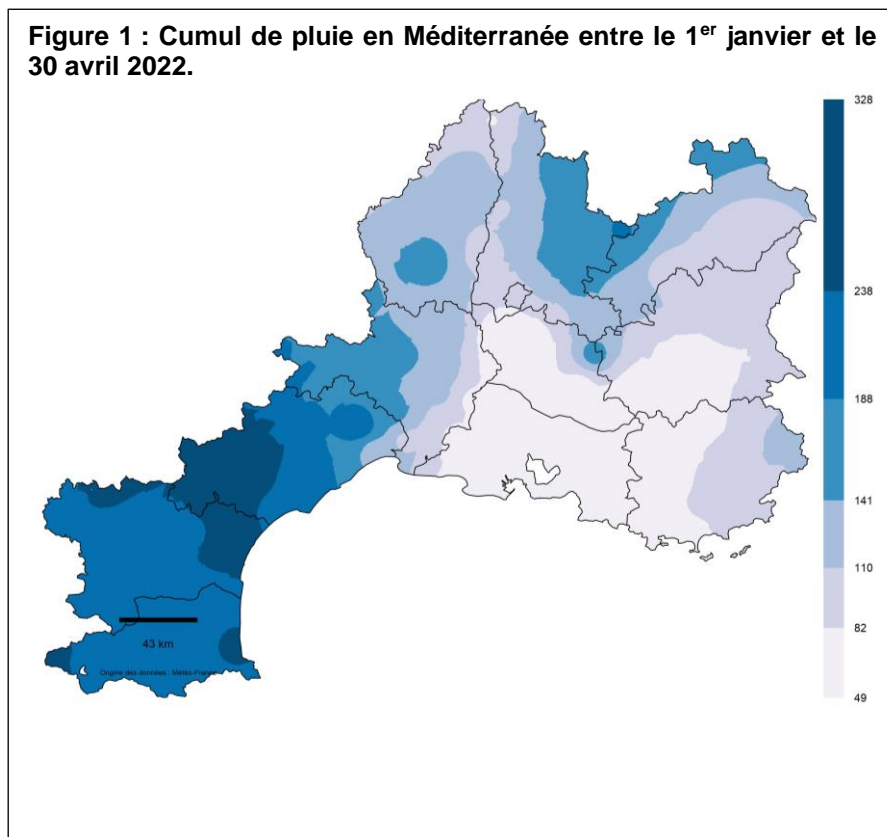 Figure 1 : Cumul de pluie en Méditerranée entre le 1er janvier et le
30 avril 2022.
328
238
188
141
110
82
49
43 km
Origine des données : Météo-France